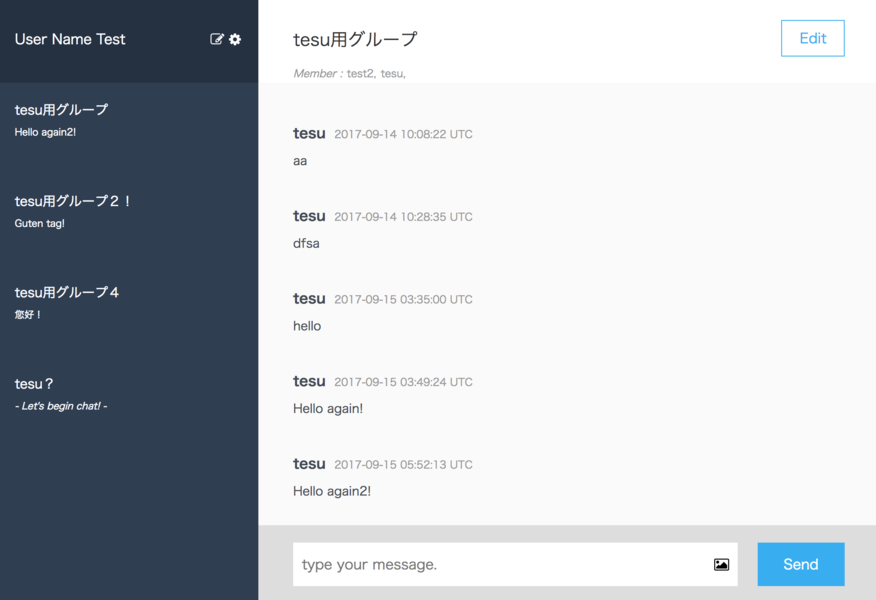 User Name Test
tesu用グループ
Hello again2!
tesu用グループ２！
Guten tag!
tesu用グループ４
您好！
tesu？
- Let's begin chat! -
tesu用グループ
Edit
Member : test2, tesu,
tesu 2017-09-14 10:08:22 UTC
aa
tesu 2017-09-14 10:28:35 UTC
dfsa
tesu 2017-09-15 03:35:00 UTC
hello
tesu 2017-09-15 03:49:24 UTC
Hello again!
tesu 2017-09-15 05:52:13 UTC
Hello again2!
type your message.
Send